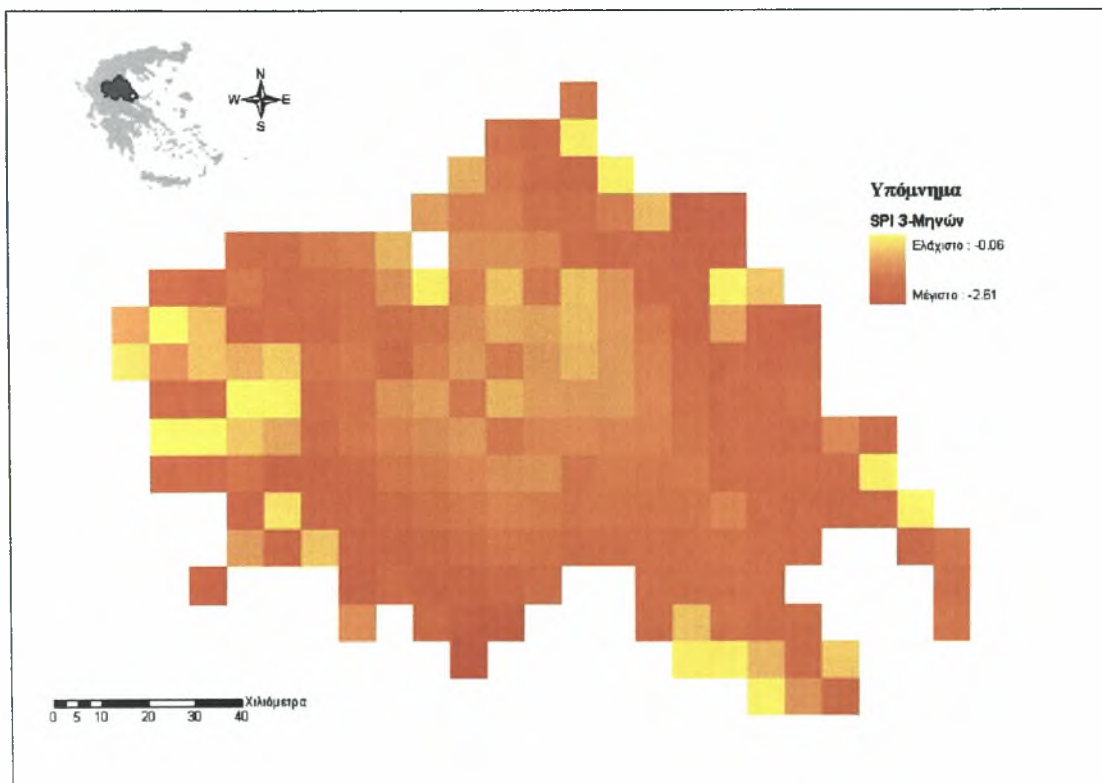 N
W E
S
Υπόμνημα
SPI 3-Μηνών
Ελάχιστο : -0.06
Μέγιστο : -2.61
Χιλιόμετρα
0 5 10 20 30 40